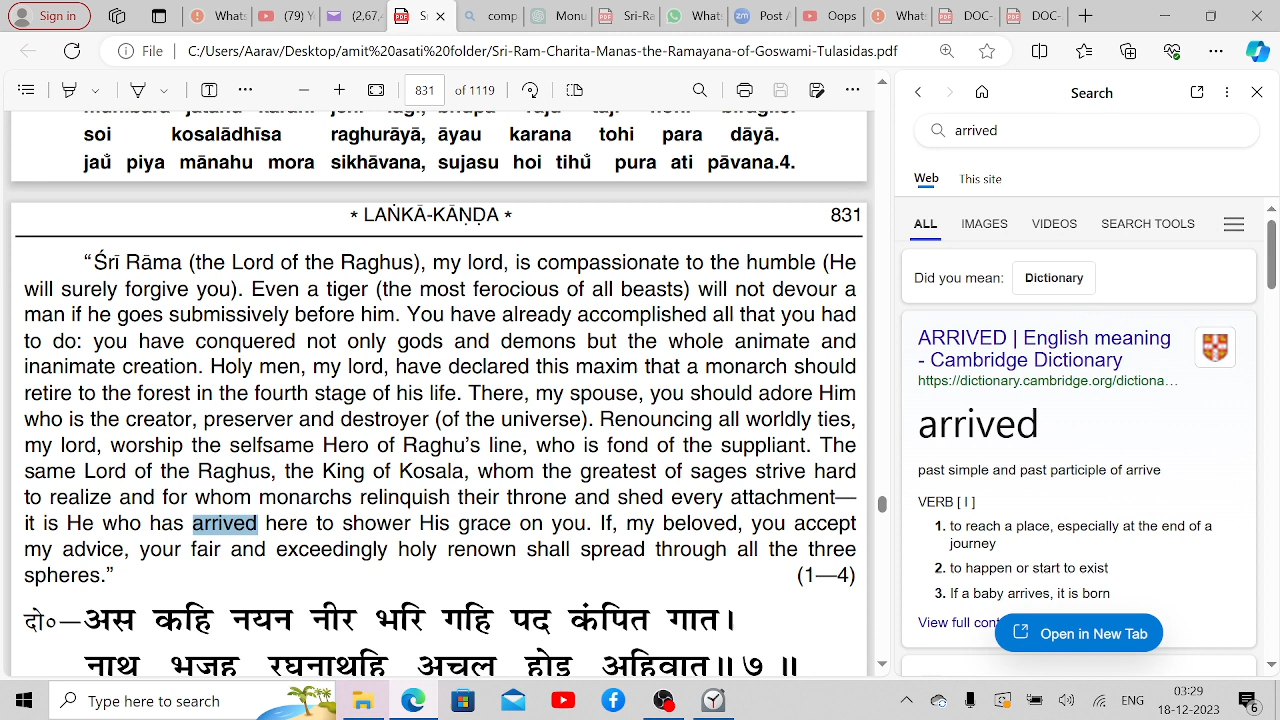 Sign in
What:
(79) Y
(2,67,
S
comp
Monu
Sri-Ra
What:
Post /
Oops
What:
DOC-
DOC-
File
C:/Users/Aarav/Desktop/amit%20asati%20folder/Sri-Ram-Charita-Manas-the-Ramayana-of-Goswami-Tulasidas.pdf
831 of 1119
soi kosalādhīsa raghurāyā, āyau karana tohi para dāyā.
jaů piya mānahu mora sikhāvana, sujasu hoi tihů pura ati pāvana.4.
* LAṄKĀ-KĀṆḌA * 831
“Śrī Rāma (the Lord of the Raghus), my lord, is compassionate to the humble (He
will surely forgive you). Even a tiger (the most ferocious of all beasts) will not devour a
man if he goes submissively before him. You have already accomplished all that you had
to do: you have conquered not only gods and demons but the whole animate and
inanimate creation. Holy men, my lord, have declared this maxim that a monarch should
retire to the forest in the fourth stage of his life. There, my spouse, you should adore Him
who is the creator, preserver and destroyer (of the universe). Renouncing all worldly ties,
my lord, worship the selfsame Hero of Raghu’s line, who is fond of the suppliant. The
same Lord of the Raghus, the King of Kosala, whom the greatest of sages strive hard
to realize and for whom monarchs relinquish their throne and shed every attachment—
it is He who has arrived here to shower His grace on you. If, my beloved, you accept
my advice, your fair and exceedingly holy renown shall spread through all the three
spheres.” (1—4)
दो०—अस कहि नयन नीर भरि गहि पद कंपित गात।
नाथ भजहु रघुनाथहि अचल होइ अहिवात॥ ७ ॥
Search
arrived
Web This site
ALL IMAGES VIDEOS SEARCH TOOLS
Did you mean: Dictionary
ARRIVED | English meaning
- Cambridge Dictionary
https://dictionary.cambridge.org/dictiona...
arrived
past simple and past participle of arrive
VERB [ I ]
1. to reach a place, especially at the end of a
journey
2. to happen or start to exist
3. If a baby arrives, it is born
View full con
Open in New Tab
Type here to search
ENG
03:29
18-12-2023
6